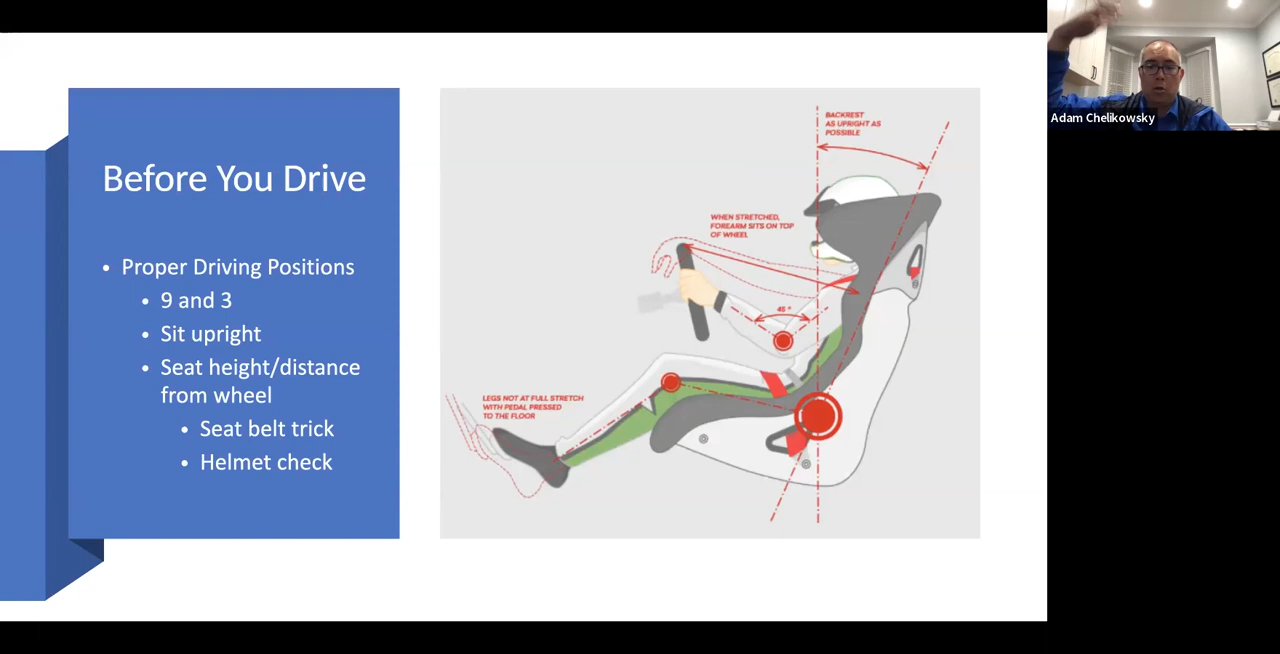 Before You Drive
• Proper Driving Positions
• 9 and 3
• Sit upright
• Seat height/distance
from wheel
• Seat belt trick
• Helmet check
BACKREST
AS UPRIGHT AS
POSSIBLE
WHEN STRETCHED,
FOREARM SITS ON TOP
OF WHEEL
45°
LEGS NOT AT FULL STRETCH
WITH PEDAL PRESSED
TO THE FLOOR
Adam Chelikowsky